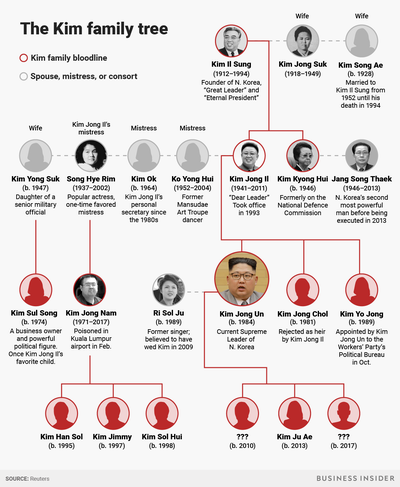 The Kim family tree
Kim family bloodline
Spouse, mistress, or consort
Wife
Wife
Kim Il Sung
(1912–1994)
Founder of N. Korea,
"Great Leader" and
"Eternal President"
Kim Jong Suk
(1918–1949)
Kim Song Ae
(b. 1928)
Married to
Kim Il Sung from
1952 until his
death in 1994
Wife
Kim Jong Il's
mistress
Mistress
Mistress
Kim Yong Suk
(b. 1947)
Daughter of a
senior military
official
Song Hye Rim
(1937–2002)
Popular actress,
one-time favored
mistress
Kim Ok
(b. 1964)
Kim Jong Il's
personal
secretary since
the 1980s
Ko Yong Hui
(1952–2004)
Former
Mansudae
Art Troupe
dancer
Kim Jong Il
(1941–2011)
"Dear Leader"
Took office
in 1993
Kim Kyong Hui
(b. 1946)
Formerly on the
National Defence
Commission
Jang Song Thaek
(1946–2013)
N. Korea's second
most powerful
man before being
executed in 2013
Kim Sul Song
(b. 1974)
A business owner
and powerful
political figure.
Once Kim Jong Il's
favorite child.
Kim Jong Nam
(1971–2017)
Poisoned in
Kuala Lumpur
airport in Feb.
Ri Sol Ju
(b. 1989)
Former singer;
believed to have
wed Kim in 2009
Kim Jong Un
(b. 1984)
Current Supreme
Leader of
N. Korea
Kim Jong Chol
(b. 1981)
Rejected as heir
by Kim Jong Il
Kim Yo Jong
(b. 1989)
Appointed by Kim
Jong Un to the
Workers' Party's
Political Bureau
in Oct.
Kim Han Sol
(b. 1995)
Kim Jimmy
(b. 1997)
Kim Sol Hui
(b. 1998)
???
(b. 2010)
Kim Ju Ae
(b. 2013)
???
(b. 2017)
SOURCE: Reuters
BUSINESS INSIDER